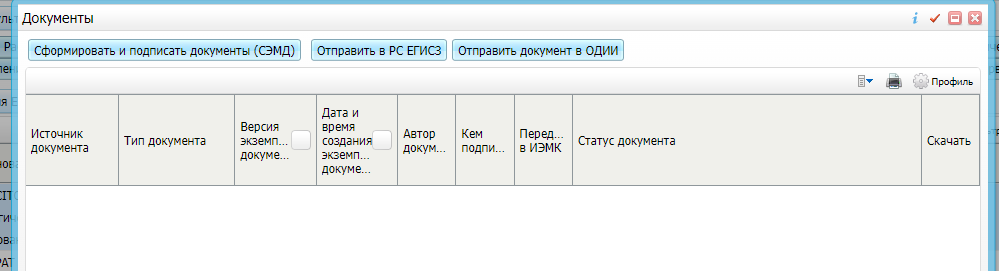 Документы
Сформировать и подписать документы (СЭМД) Отправить в РС ЕГИСЗ Отправить документ в ОДИИ
Профиль
Источник документа
Тип документа
Версия экземп... докуме...
Дата и время создания экземп... докуме...
Автор докум...
Кем подпи...
Перед... в ИЭМК
Статус документа
Скачать